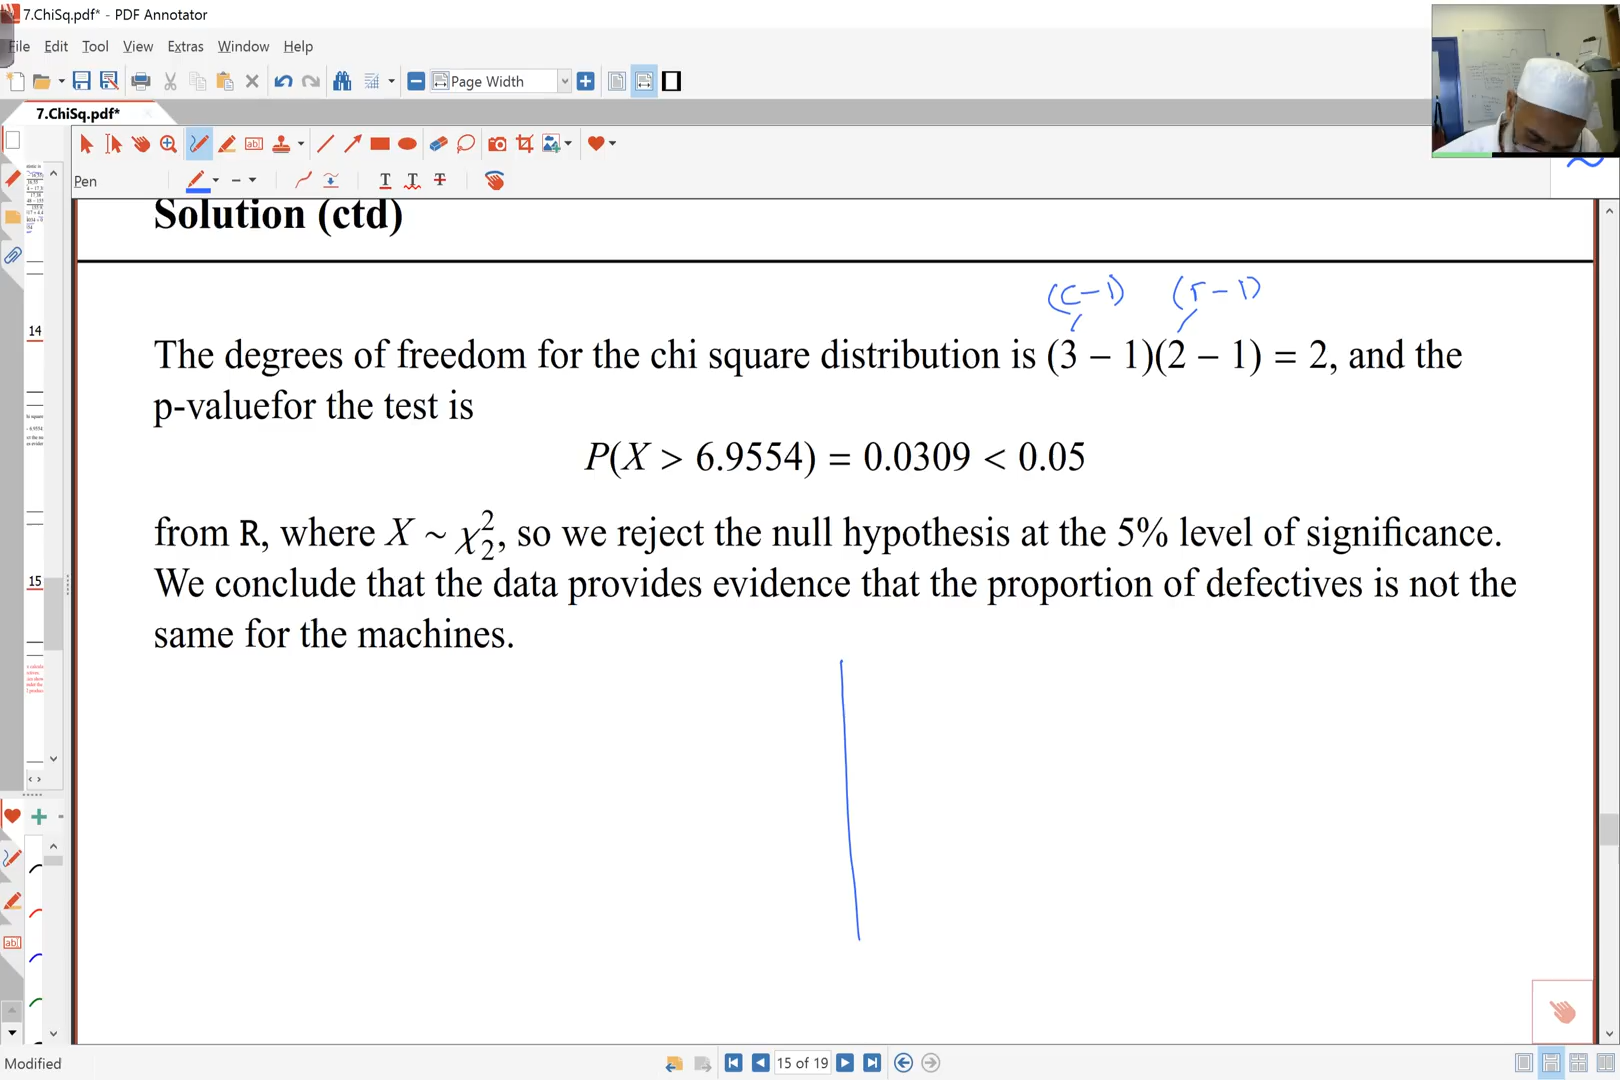 7.ChiSq.pdf* - PDF Annotator
File Edit Tool View Extras Window Help
Page Width
7.ChiSq.pdf*
Pen
Solution (ctd)
(c-1) (r-1)
The degrees of freedom for the chi square distribution is (3 − 1)(2 − 1) = 2, and the
p-valuefor the test is
P(X > 6.9554) = 0.0309 < 0.05
from R, where X ~ χ²₂, so we reject the null hypothesis at the 5% level of significance.
We conclude that the data provides evidence that the proportion of defectives is not the
same for the machines.
14
15
Modified
15 of 19